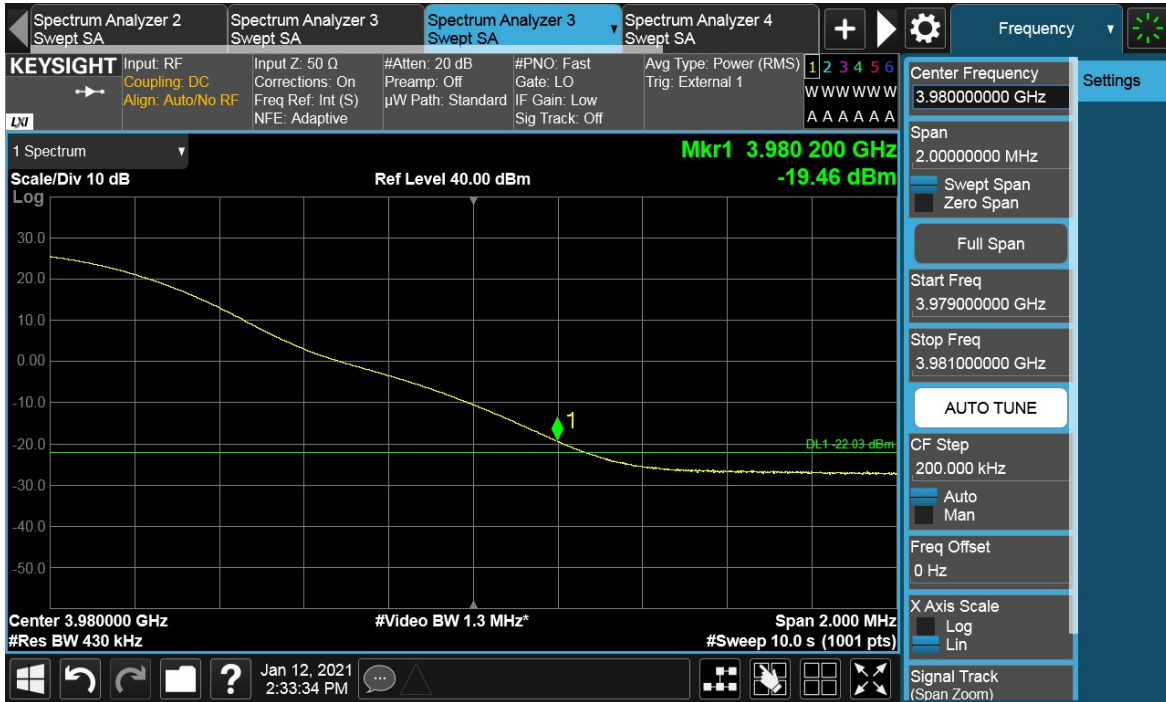 Spectrum Analyzer 2
Swept SA
Spectrum Analyzer 3
Swept SA
Spectrum Analyzer 3
Swept SA
Spectrum Analyzer 4
Swept SA
+
Frequency
KEYSIGHT
LXI
Input: RF
Coupling: DC
Align: Auto/No RF
Input Z: 50 Ω
Corrections: On
Freq Ref: Int (S)
NFE: Adaptive
#Atten: 20 dB
Preamp: Off
µW Path: Standard
#PNO: Fast
Gate: LO
IF Gain: Low
Sig Track: Off
Avg Type: Power (RMS)
Trig: External 1
1 2 3 4 5 6
W W W W W W
A A A A A A
1 Spectrum
Scale/Div 10 dB
Ref Level 40.00 dBm
Mkr1 3.980 200 GHz
-19.46 dBm
Log
30.0
20.0
10.0
0.00
-10.0
-20.0
-30.0
-40.0
-50.0
1
DL1 -22.03 dBm
Center 3.980000 GHz
#Video BW 1.3 MHz*
Span 2.000 MHz
#Res BW 430 kHz
#Sweep 10.0 s (1001 pts)
?
Jan 12, 2021
2:33:34 PM
Center Frequency
3.980000000 GHz
Span
2.00000000 MHz
Swept Span
Zero Span
Full Span
Start Freq
3.979000000 GHz
Stop Freq
3.981000000 GHz
AUTO TUNE
CF Step
200.000 kHz
Auto
Man
Freq Offset
0 Hz
X Axis Scale
Log
Lin
Signal Track
(Span Zoom)
Settings